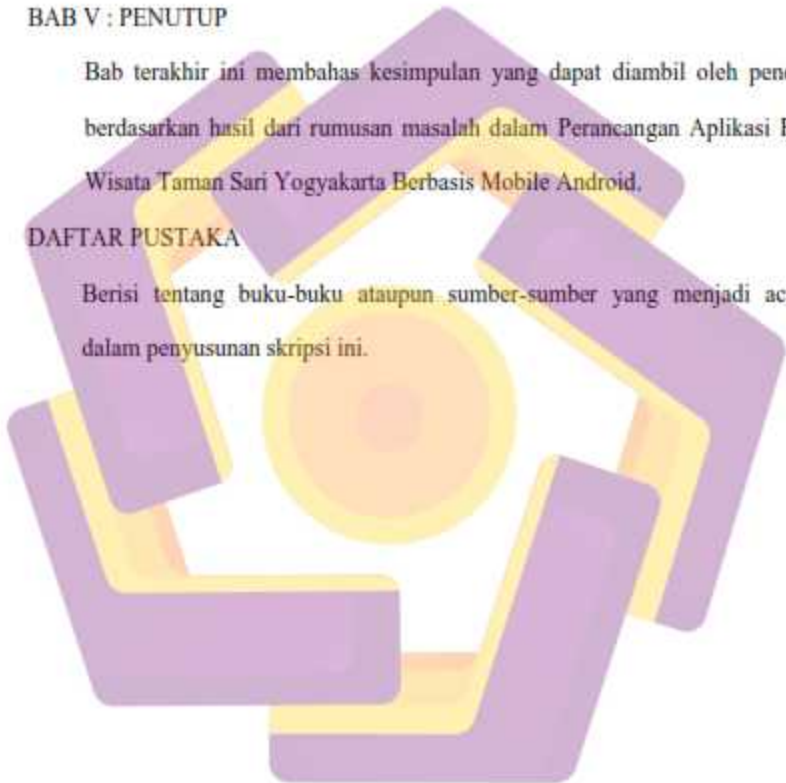 BAB V : PENUTUP
Bab terakhir ini membahas kesimpulan yang dapat diambil oleh
berdasarkan hasil dari rumusan masalah dalam Perancangan Aplikasi
Wisata Taman Sari Yogyakarta Berbasis Mobile Android.
DAFTAR PUSTAKA
Berisi tentang buku-buku ataupun sumber-sumber yang menjadi
dalam penyusunan skripsi ini.